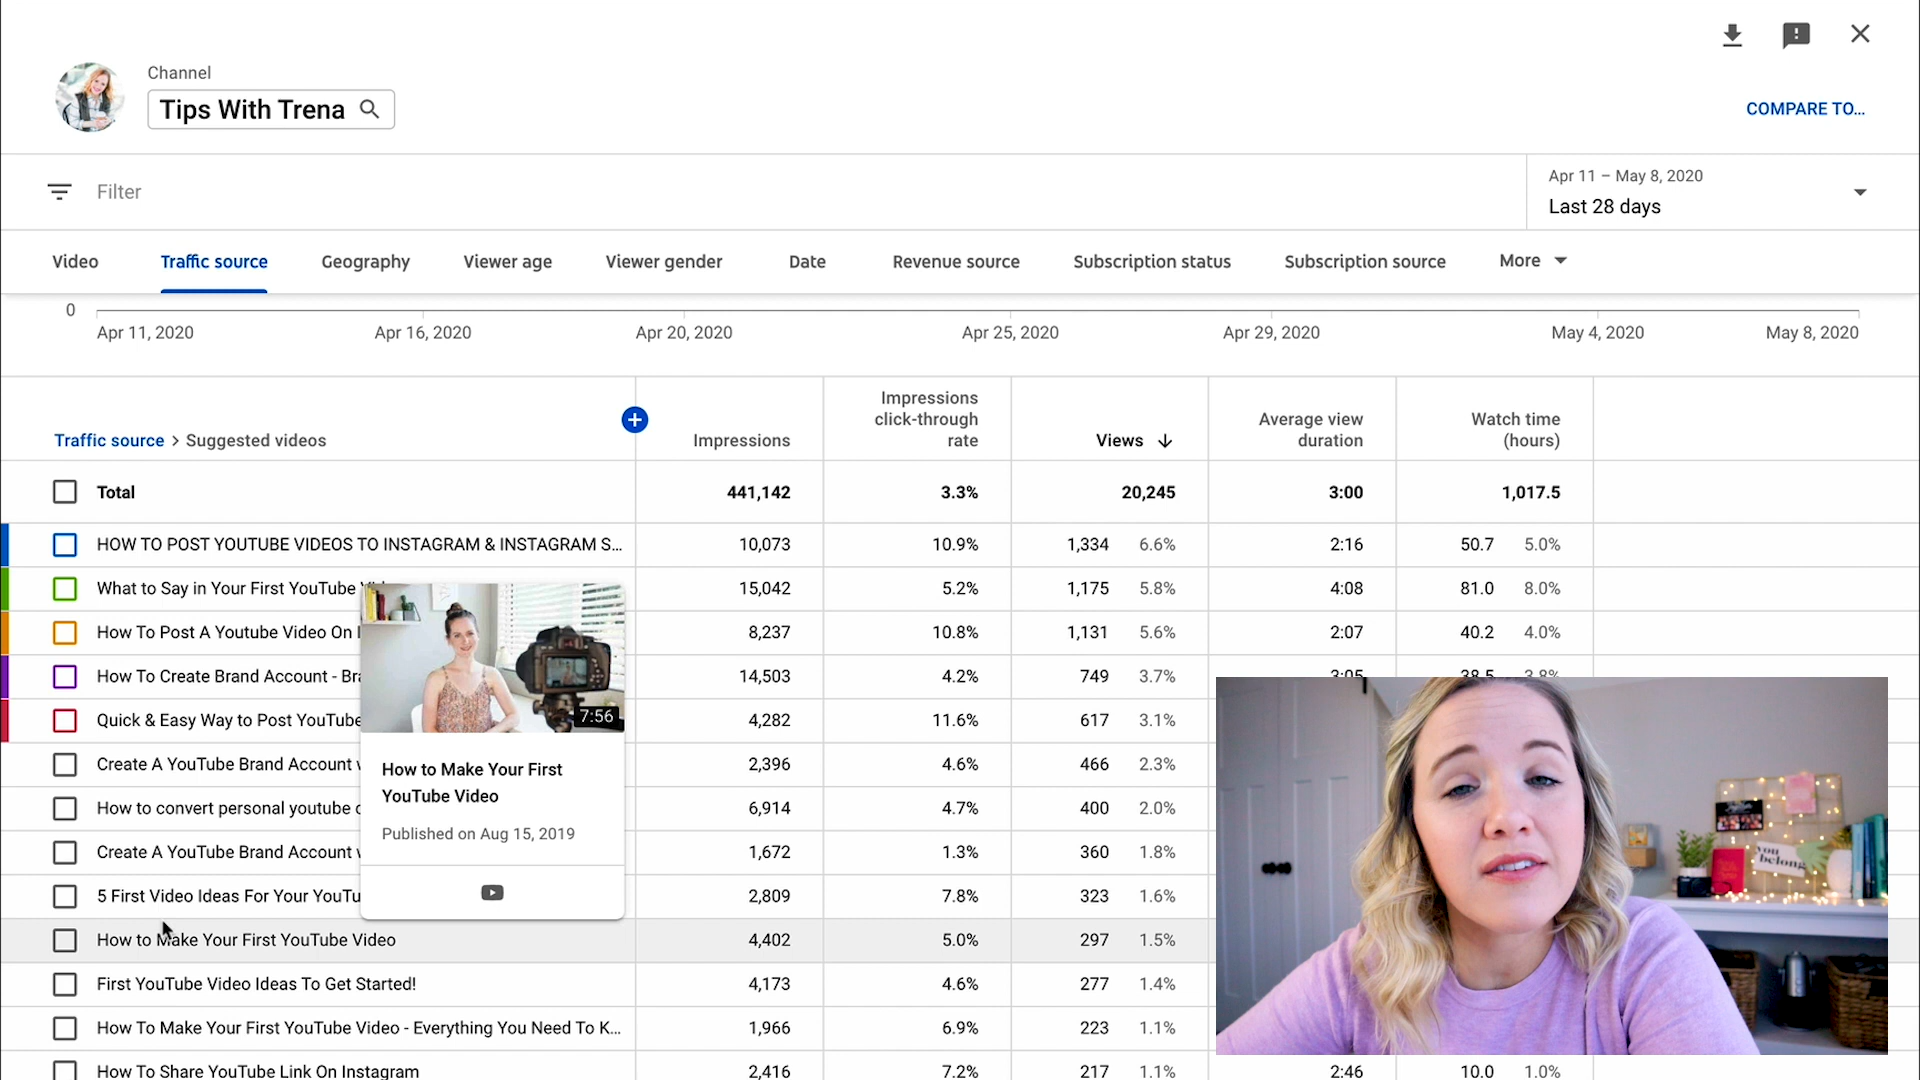 Channel
Tips With Trena
COMPARE TO...
Filter
Apr 11 – May 8, 2020
Last 28 days
Video Traffic source Geography Viewer age Viewer gender Date Revenue source Subscription status Subscription source More
0
Apr 11, 2020 Apr 16, 2020 Apr 20, 2020 Apr 25, 2020 Apr 29, 2020 May 4, 2020 May 8, 2020
Traffic source > Suggested videos
Impressions
Impressions
click-through
rate
Views
Average view
duration
Watch time
(hours)
Total 441,142 3.3% 20,245 3:00 1,017.5
HOW TO POST YOUTUBE VIDEOS TO INSTAGRAM & INSTAGRAM S... 10,073 10.9% 1,334 6.6% 2:16 50.7 5.0%
What to Say in Your First YouTube 15,042 5.2% 1,175 5.8% 4:08 81.0 8.0%
How To Post A Youtube Video On 8,237 10.8% 1,131 5.6% 2:07 40.2 4.0%
How To Create Brand Account - 14,503 4.2% 749 3.7% 3:05 38.5 3.8%
Quick & Easy Way to Post YouTube 4,282 11.6% 617 3.1%
Create A YouTube Brand Account 2,396 4.6% 466 2.3%
How to convert personal youtube 6,914 4.7% 400 2.0%
Create A YouTube Brand Account 1,672 1.3% 360 1.8%
5 First Video Ideas For Your 2,809 7.8% 323 1.6%
How to Make Your First YouTube Video 4,402 5.0% 297 1.5%
First YouTube Video Ideas To Get Started! 4,173 4.6% 277 1.4%
How To Make Your First YouTube Video - Everything You Need To K... 1,966 6.9% 223 1.1%
How To Share YouTube Link On Instagram 2,416 7.2% 217 1.1% 2:46 10.0 1.0%
7:56
How to Make Your First
YouTube Video
Published on Aug 15, 2019
you
belong